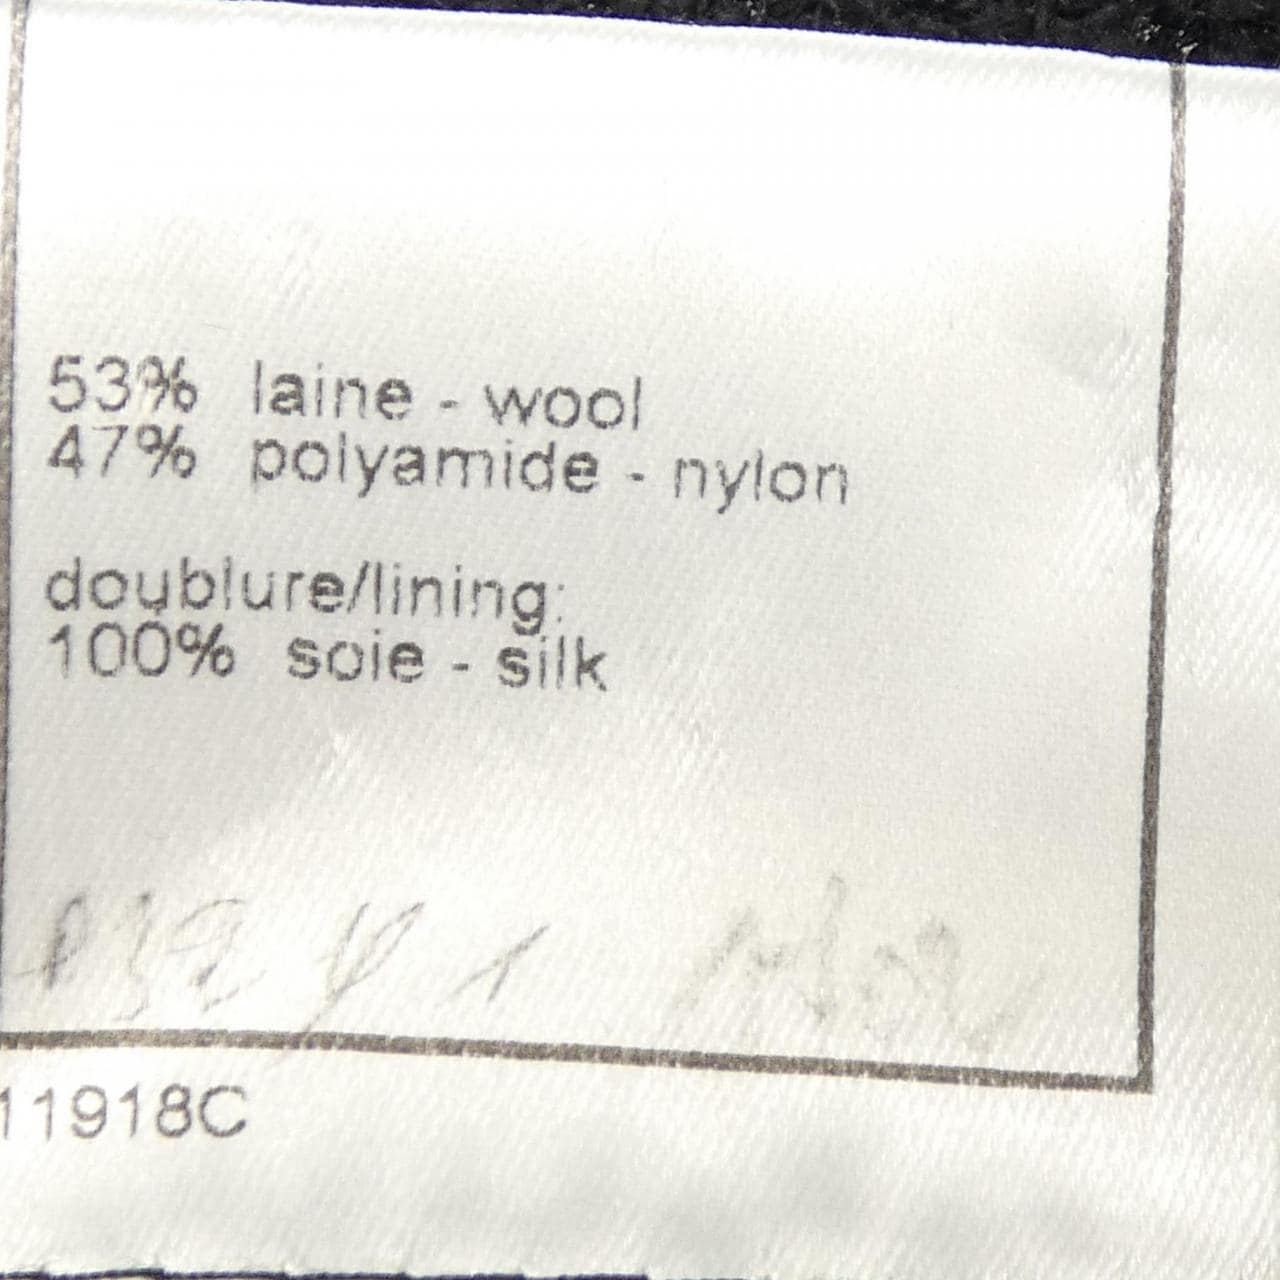 53% laine - wool
47% polyamide - nylon
doublure/lining:
100% soie - silk
11918C